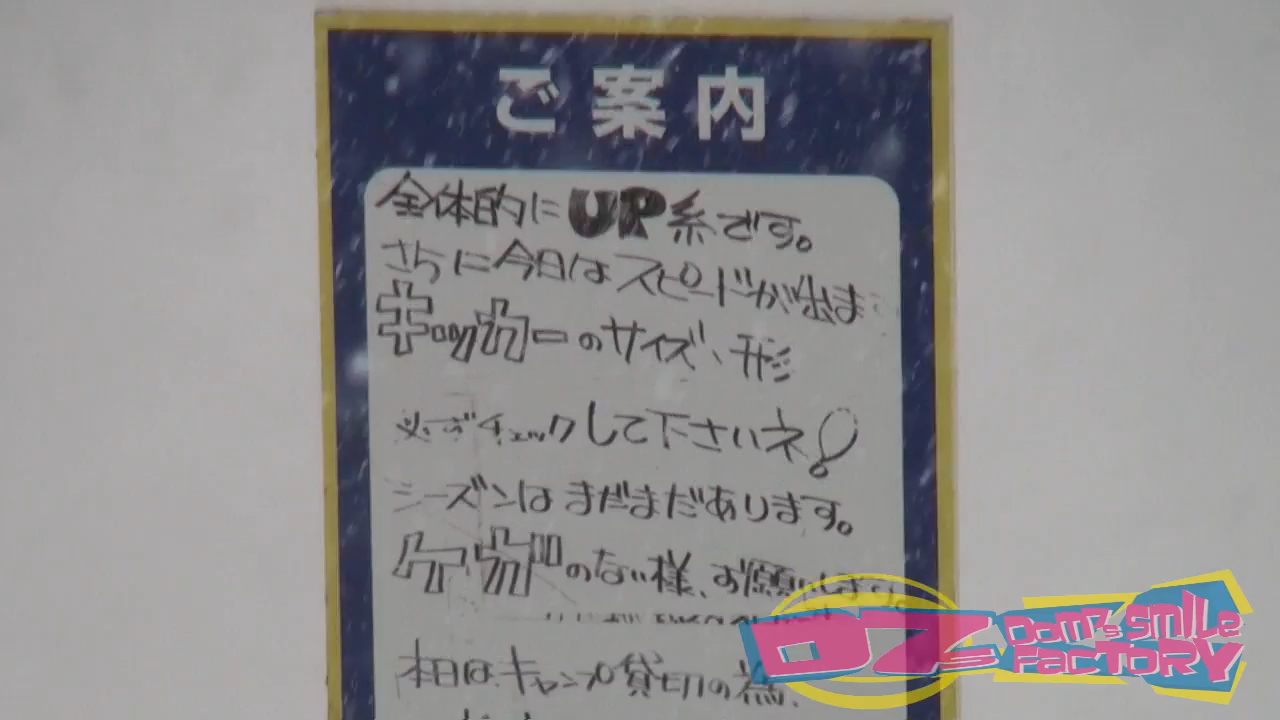 ご案内
全体的にUP系です。
さらに今日はスピードが出ま
キッカーのサイズ、形
必ずチェックして下さいネ!
シーズンはまだまだあります。
ケガのない様、お願いします。
本日はキャンプ貸切の為、
DZs Domp's smile FACTORY